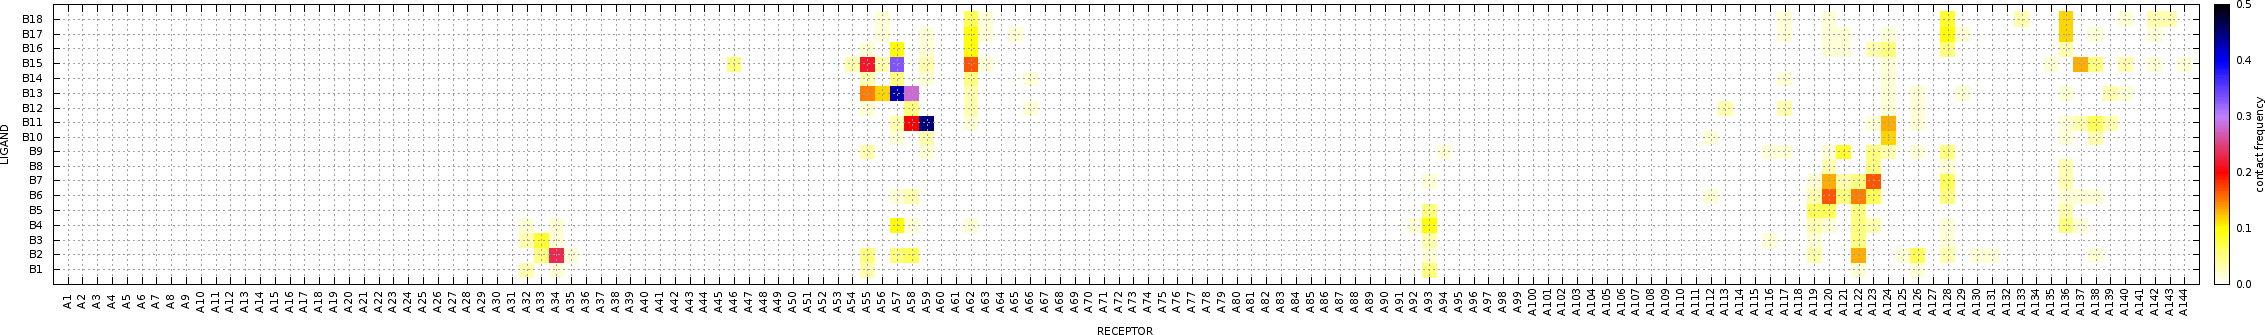 B18
B17
B16
B15
B14
B13
B12
B11
B10
B9
B8
B7
B6
B5
B4
B3
B2
B1
LIGAND
A1 A2 A3 A4 A5 A6 A7 A8 A9 A10 A11 A12 A13 A14 A15 A16 A17 A18 A19 A20 A21 A22 A23 A24 A25 A26 A27 A28 A29 A30 A31 A32 A33 A34 A35 A36 A37 A38 A39 A40 A41 A42 A43 A44 A45 A46 A47 A48 A49 A50 A51 A52 A53 A54 A55 A56 A57 A58 A59 A60 A61 A62 A63 A64 A65 A66 A67 A68 A69 A70 A71 A72 A73 A74 A75 A76 A77 A78 A79 A80 A81 A82 A83 A84 A85 A86 A87 A88 A89 A90 A91 A92 A93 A94 A95 A96 A97 A98 A99 A100 A101 A102 A103 A104 A105 A106 A107 A108 A109 A110 A111 A112 A113 A114 A115 A116 A117 A118 A119 A120 A121 A122 A123 A124 A125 A126 A127 A128 A129 A130 A131 A132 A133 A134 A135 A136 A137 A138 A139 A140 A141 A142 A143 A144
RECEPTOR
0.5
0.4
0.3
0.2
0.1
0.0
contact frequency